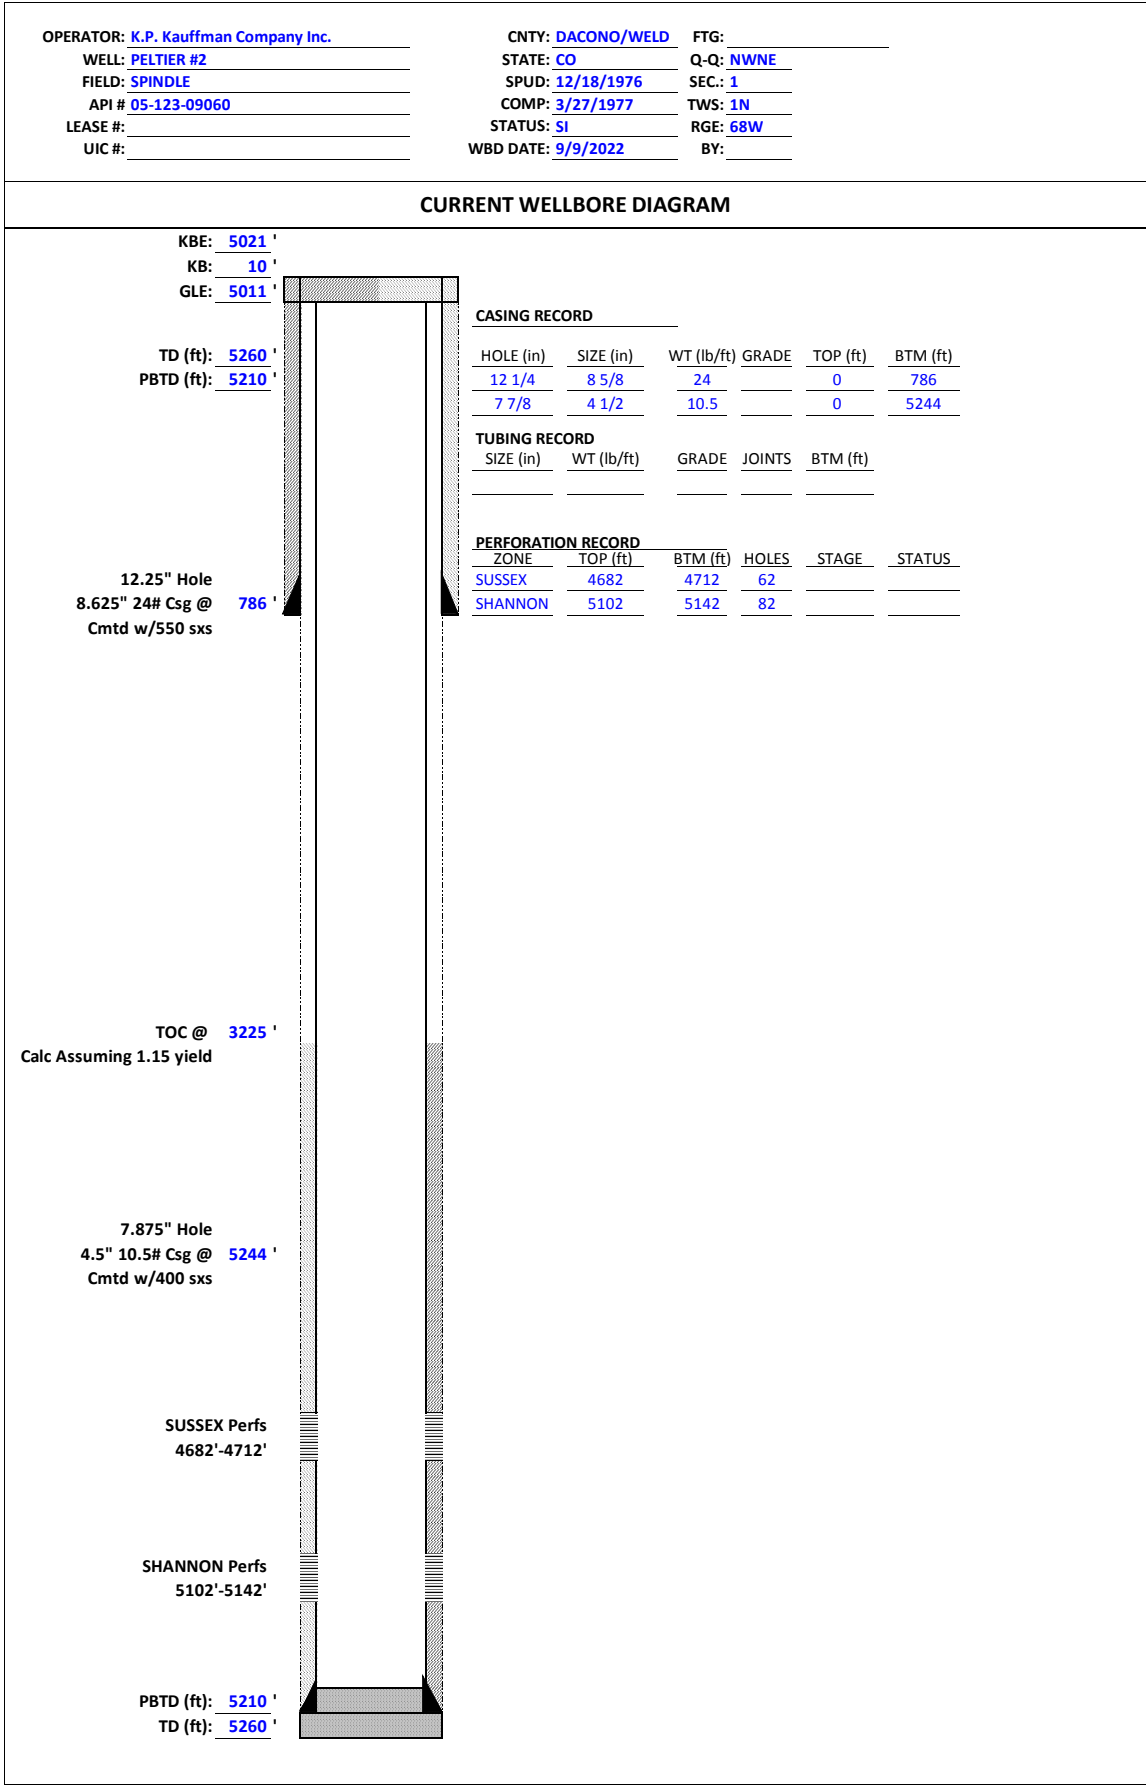 OPERATOR: K.P. Kauffman Company Inc. CNTY: DACONO/WELD FTG:
WELL: PELTIER #2 STATE: CO Q-Q: NWNE
FIELD: SPINDLE SPUD: 12/18/1976 SEC.: 1
API # 05-123-09060 COMP: 3/27/1977 TWS: 1N
LEASE #: STATUS: SI RGE: 68W
UIC #: WBD DATE: 9/9/2022 BY:
CURRENT WELLBORE DIAGRAM
KBE: 5021 '
KB: 10 '
GLE: 5011 '
CASING RECORD
TD (ft): 5260 ' HOLE (in) SIZE (in) WT (lb/ft) GRADE TOP (ft) BTM (ft)
PBTD (ft): 5210 ' 12 1/4 8 5/8 24 0 786
7 7/8 4 1/2 10.5 0 5244
TUBING RECORD
SIZE (in) WT (lb/ft) GRADE JOINTS BTM (ft)
PERFORATION RECORD
ZONE TOP (ft) BTM (ft) HOLES STAGE STATUS
12.25" Hole SUSSEX 4682 4712 62
8.625" 24# Csg @ 786 ' SHANNON 5102 5142 82
Cmtd w/550 sxs
TOC @ 3225 '
Calc Assuming 1.15 yield
7.875" Hole
4.5" 10.5# Csg @ 5244 '
Cmtd w/400 sxs
SUSSEX Perfs
4682'-4712'
SHANNON Perfs
5102'-5142'
PBTD (ft): 5210 '
TD (ft): 5260 '